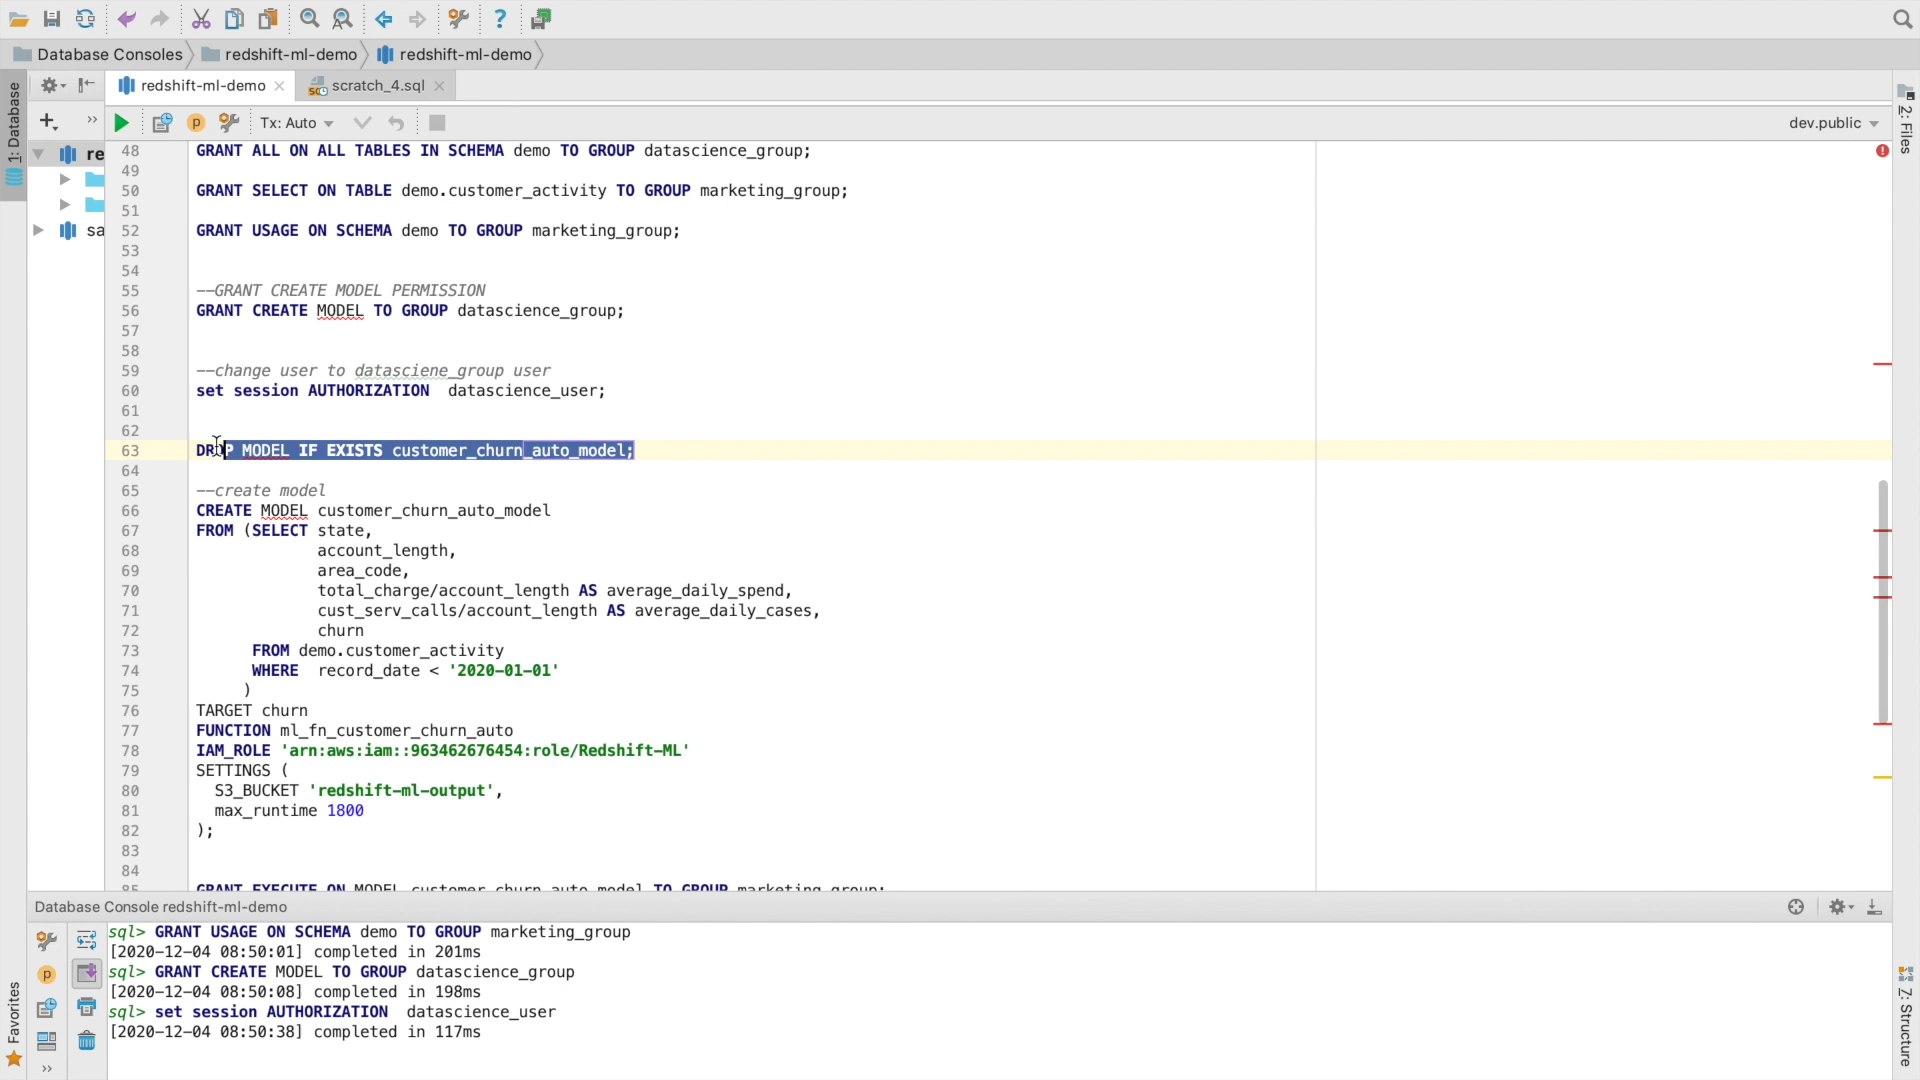 Database Consoles redshift-ml-demo redshift-ml-demo
1: Database
redshift-ml-demo
scratch_4.sql
2: Files
Tx: Auto
dev.public
re
sa
48 GRANT ALL ON ALL TABLES IN SCHEMA demo TO GROUP datascience_group;
49
50 GRANT SELECT ON TABLE demo.customer_activity TO GROUP marketing_group;
51
52 GRANT USAGE ON SCHEMA demo TO GROUP marketing_group;
53
54
55 --GRANT CREATE MODEL PERMISSION
56 GRANT CREATE MODEL TO GROUP datascience_group;
57
58
59 --change user to datasciene_group user
60 set session AUTHORIZATION  datascience_user;
61
62
63 DROP MODEL IF EXISTS customer_churn_auto_model;
64
65 --create model
66 CREATE MODEL customer_churn_auto_model
67 FROM (SELECT state,
68 account_length,
69 area_code,
70 total_charge/account_length AS average_daily_spend,
71 cust_serv_calls/account_length AS average_daily_cases,
72 churn
73 FROM demo.customer_activity
74 WHERE  record_date < '2020-01-01'
75 )
76 TARGET churn
77 FUNCTION ml_fn_customer_churn_auto
78 IAM_ROLE 'arn:aws:iam::963462676454:role/Redshift-ML'
79 SETTINGS (
80 S3_BUCKET 'redshift-ml-output',
81 max_runtime 1800
82 );
83
84
85 GRANT EXECUTE ON MODEL customer_churn_auto_model TO GROUP marketing_group;
Database Console redshift-ml-demo
sql> GRANT USAGE ON SCHEMA demo TO GROUP marketing_group
[2020-12-04 08:50:01] completed in 201ms
sql> GRANT CREATE MODEL TO GROUP datascience_group
[2020-12-04 08:50:08] completed in 198ms
sql> set session AUTHORIZATION  datascience_user
[2020-12-04 08:50:38] completed in 117ms
Favorites
7: Structure